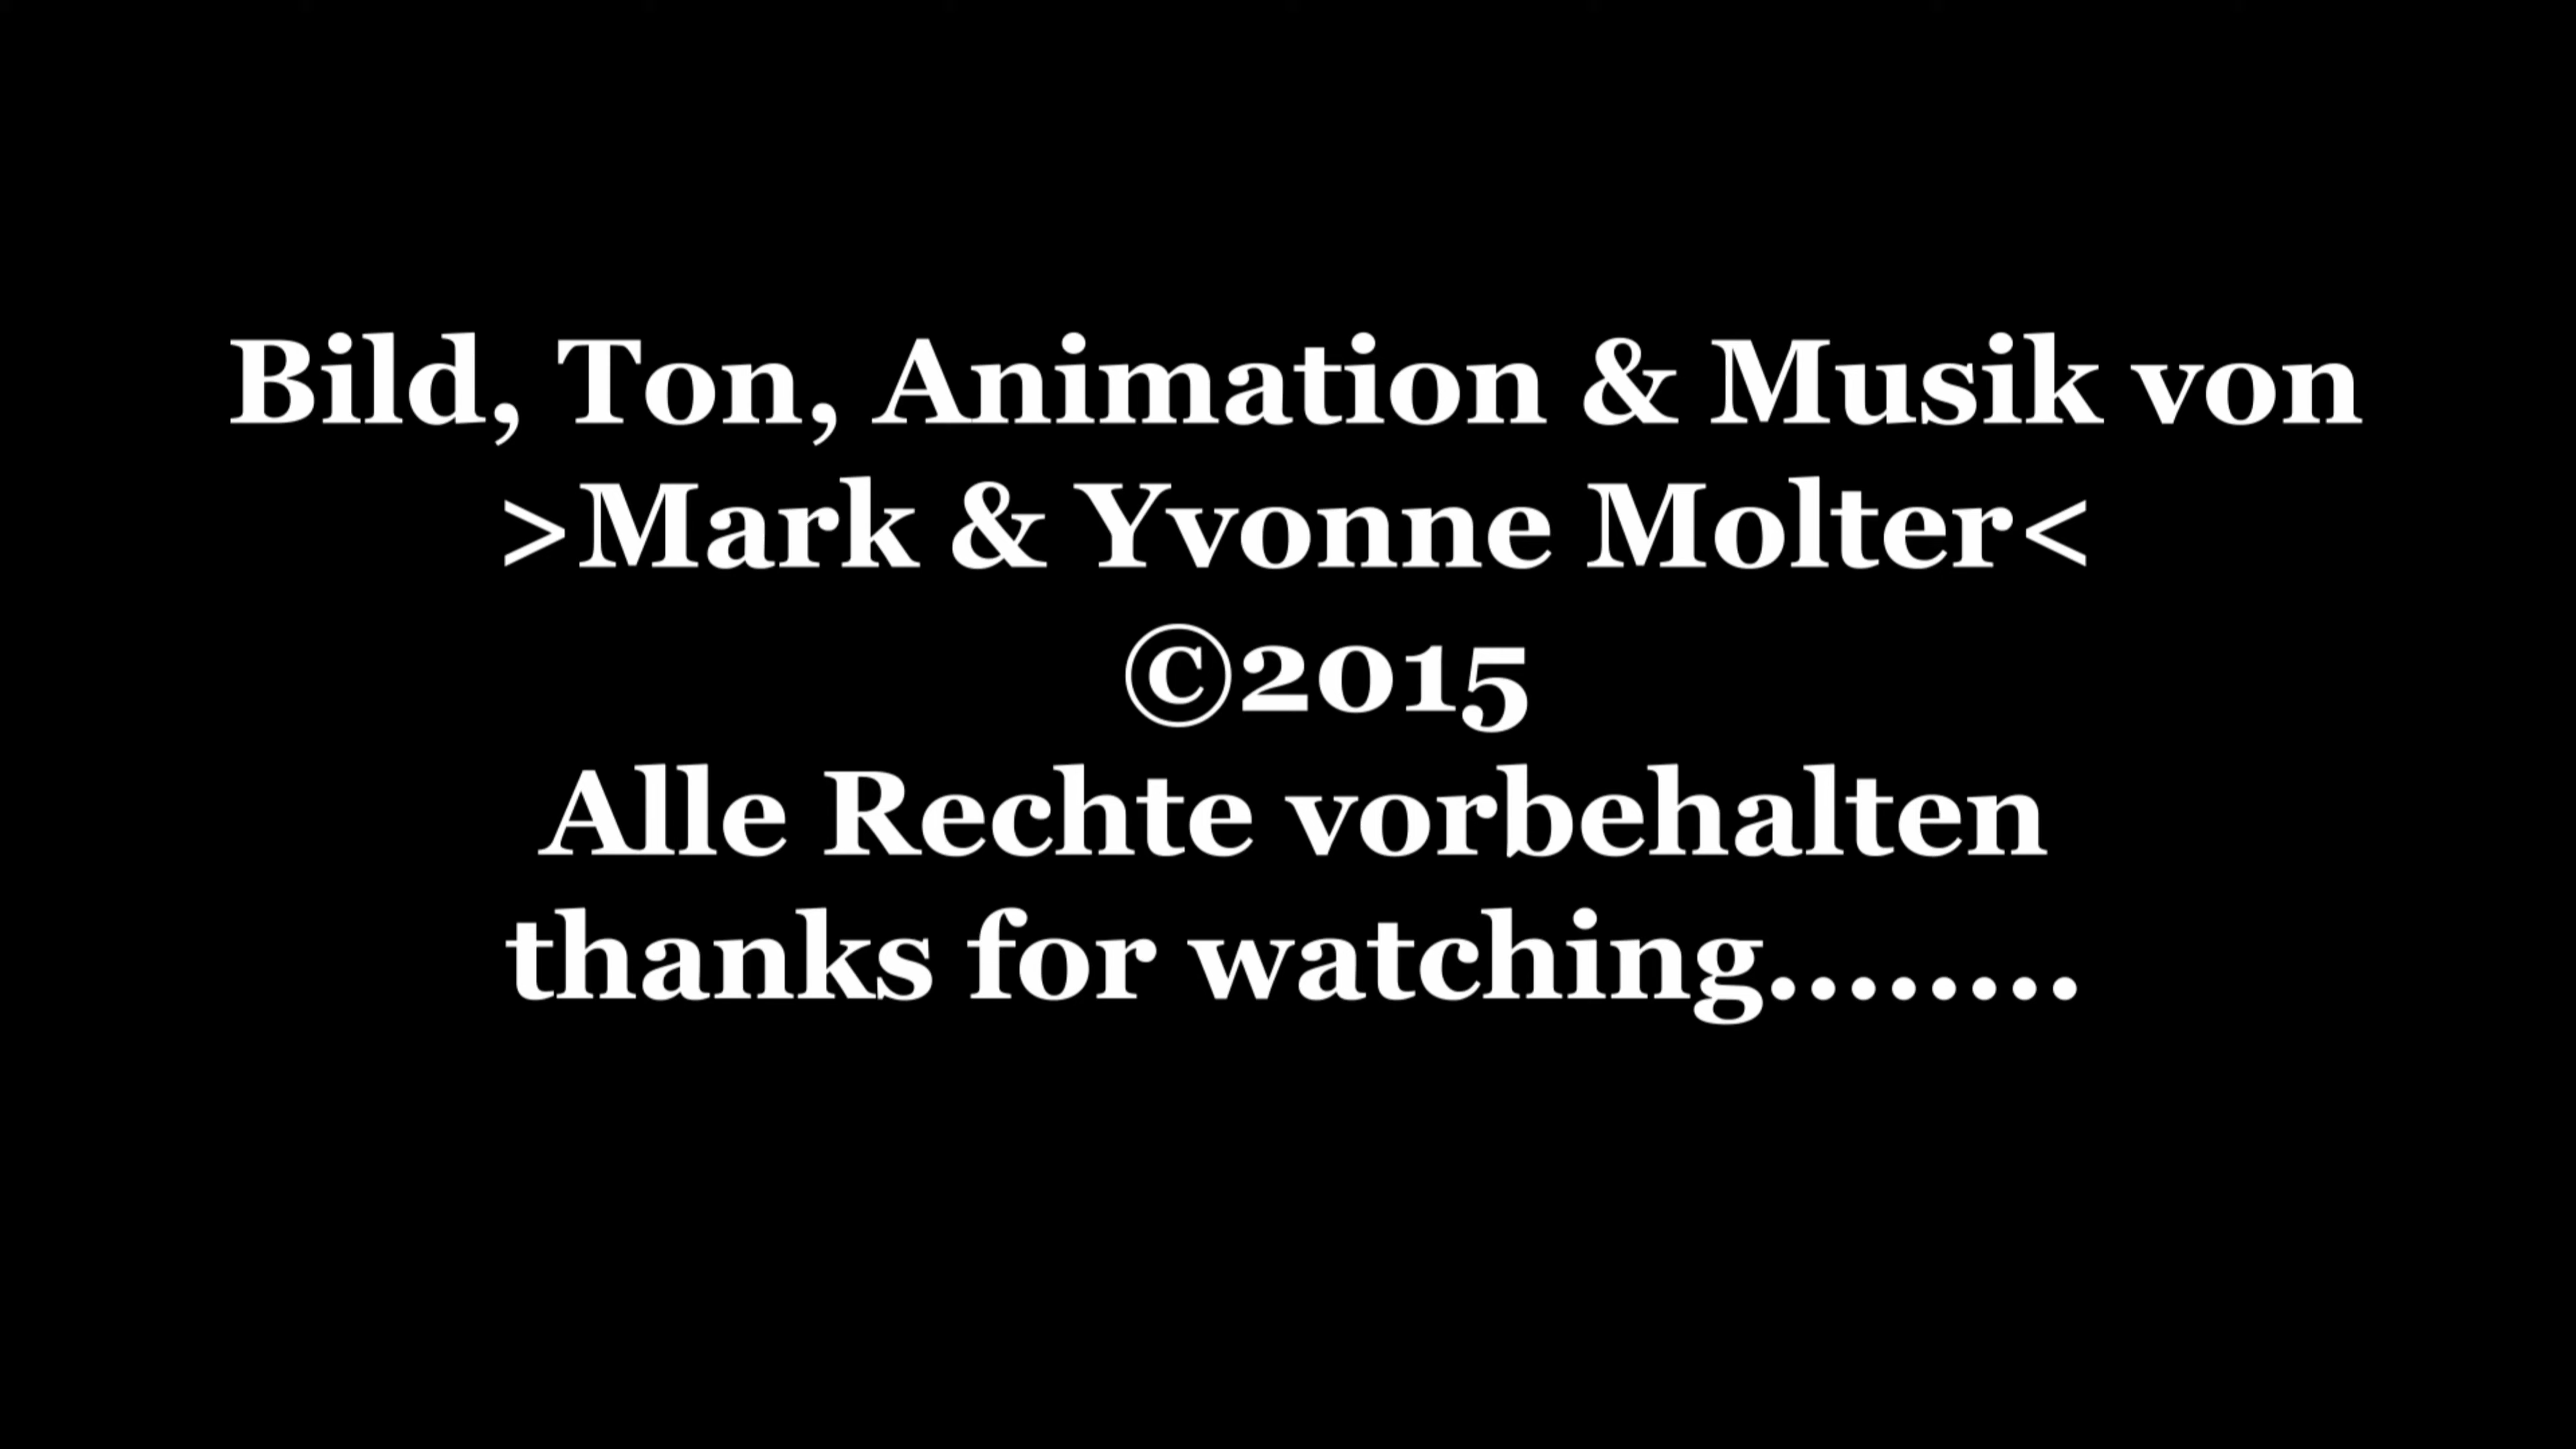 Bild, Ton, Animation & Musik von
>Mark & Yvonne Molter<
©2015
Alle Rechte vorbehalten
thanks for watching........